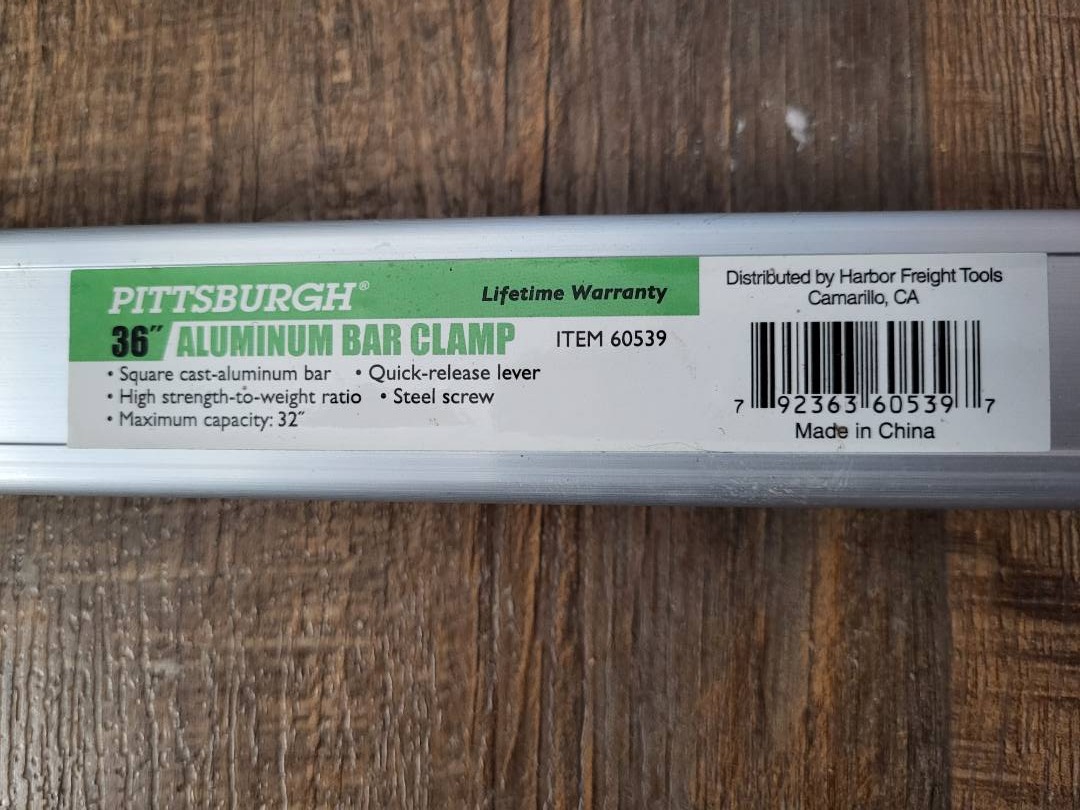 PITTSBURGH®
Lifetime Warranty
36″ ALUMINUM BAR CLAMP
ITEM 60539
• Square cast-aluminum bar • Quick-release lever
• High strength-to-weight ratio • Steel screw
• Maximum capacity: 32″
Distributed by Harbor Freight Tools
Camarillo, CA
7 92363 60539 7
Made in China